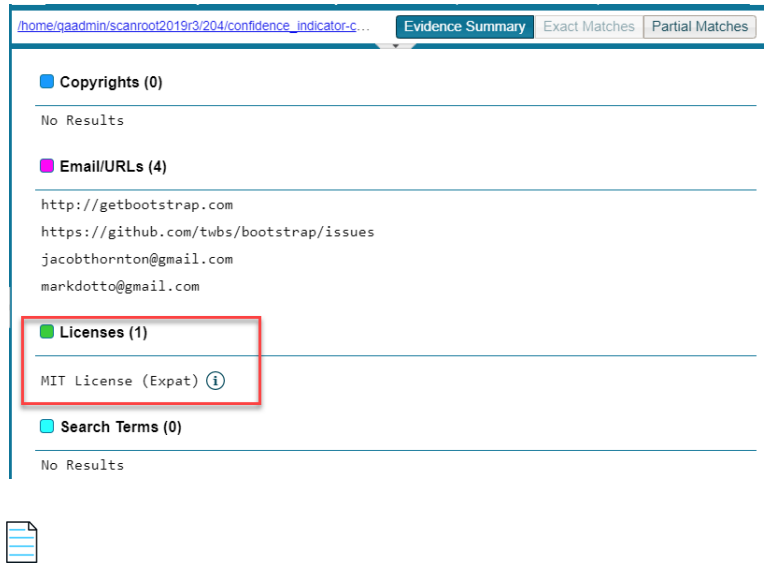 /home/qaadmin/scanroot2019r3/204/confidence_indicator-c... Evidence Summary Exact Matches Partial Matches
Copyrights (0)
No Results
Email/URLs (4)
http://getbootstrap.com
https://github.com/twbs/bootstrap/issues
jacobthornton@gmail.com
markdotto@gmail.com
Licenses (1)
MIT License (Expat) i
Search Terms (0)
No Results